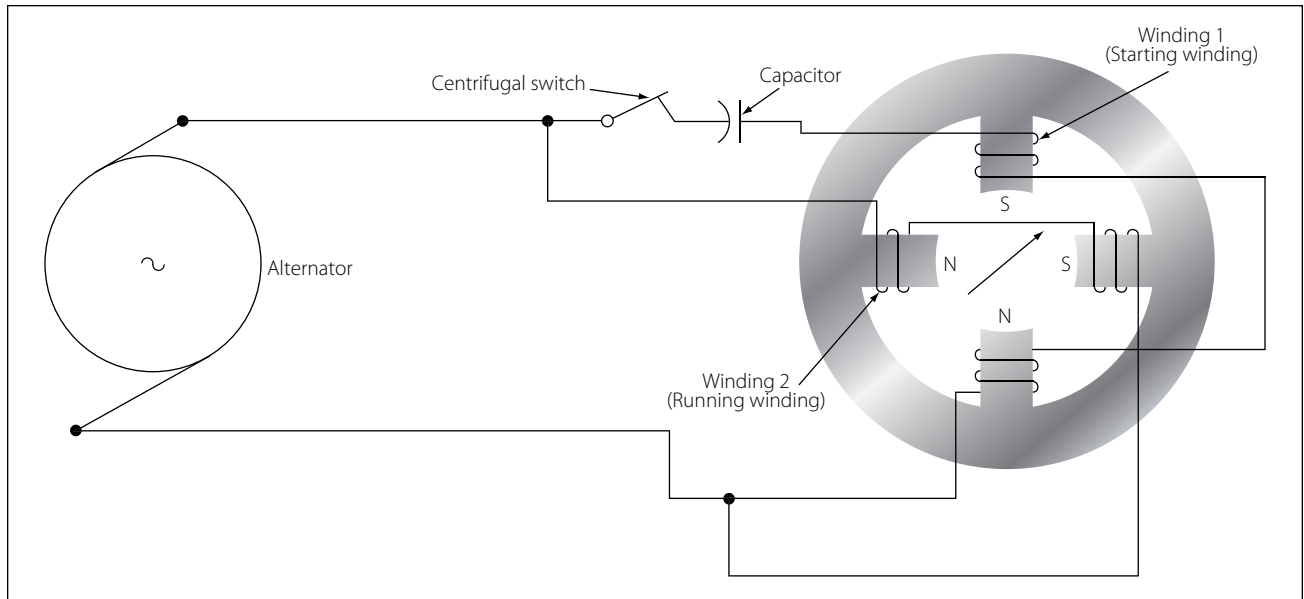 Winding 1
(Starting winding)
Capacitor
Centrifugal switch
S
Alternator
N
S
N
Winding 2
(Running winding)